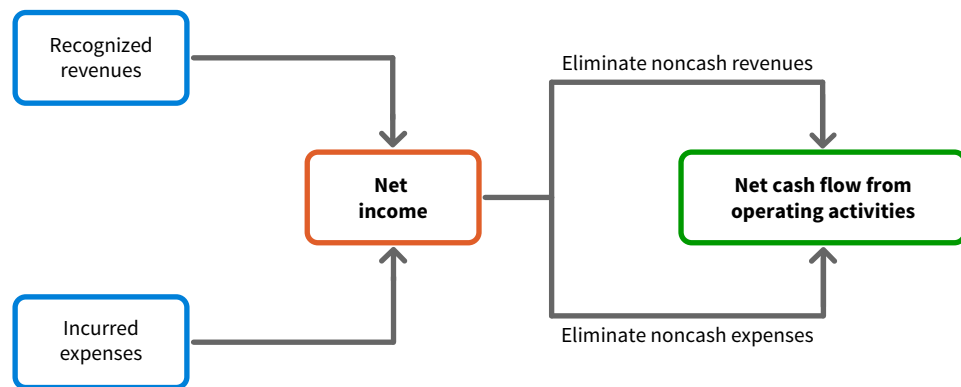 Recognized
revenues
Eliminate noncash revenues
Net
income
Net cash flow from
operating activities
Incurred
expenses
Eliminate noncash expenses